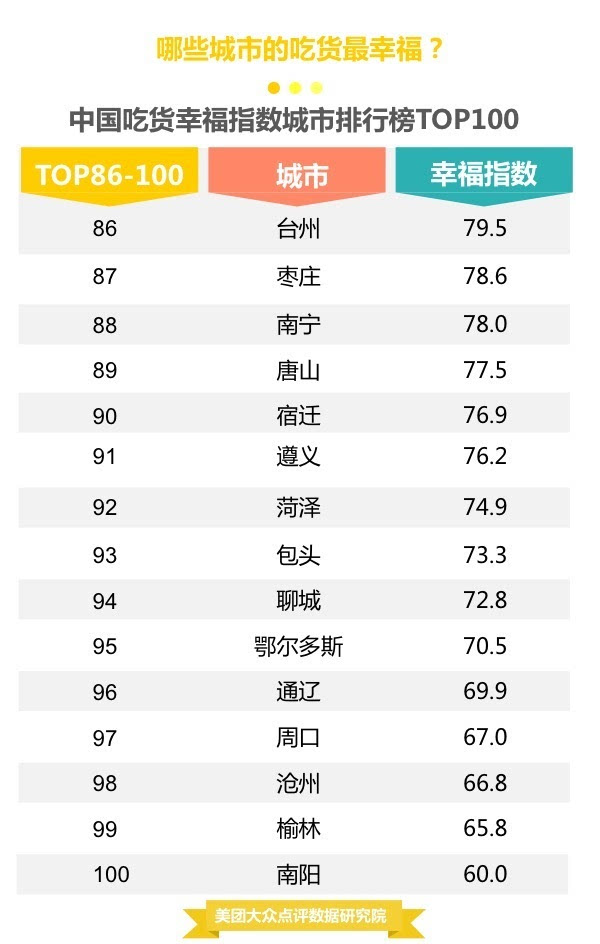 哪些城市的吃货最幸福？
中国吃货幸福指数城市排行榜TOP100
TOP86-100 城市 幸福指数
86 台州 79.5
87 枣庄 78.6
88 南宁 78.0
89 唐山 77.5
90 宿迁 76.9
91 遵义 76.2
92 菏泽 74.9
93 包头 73.3
94 聊城 72.8
95 鄂尔多斯 70.5
96 通辽 69.9
97 周口 67.0
98 沧州 66.8
99 榆林 65.8
100 南阳 60.0
美团大众点评数据研究院